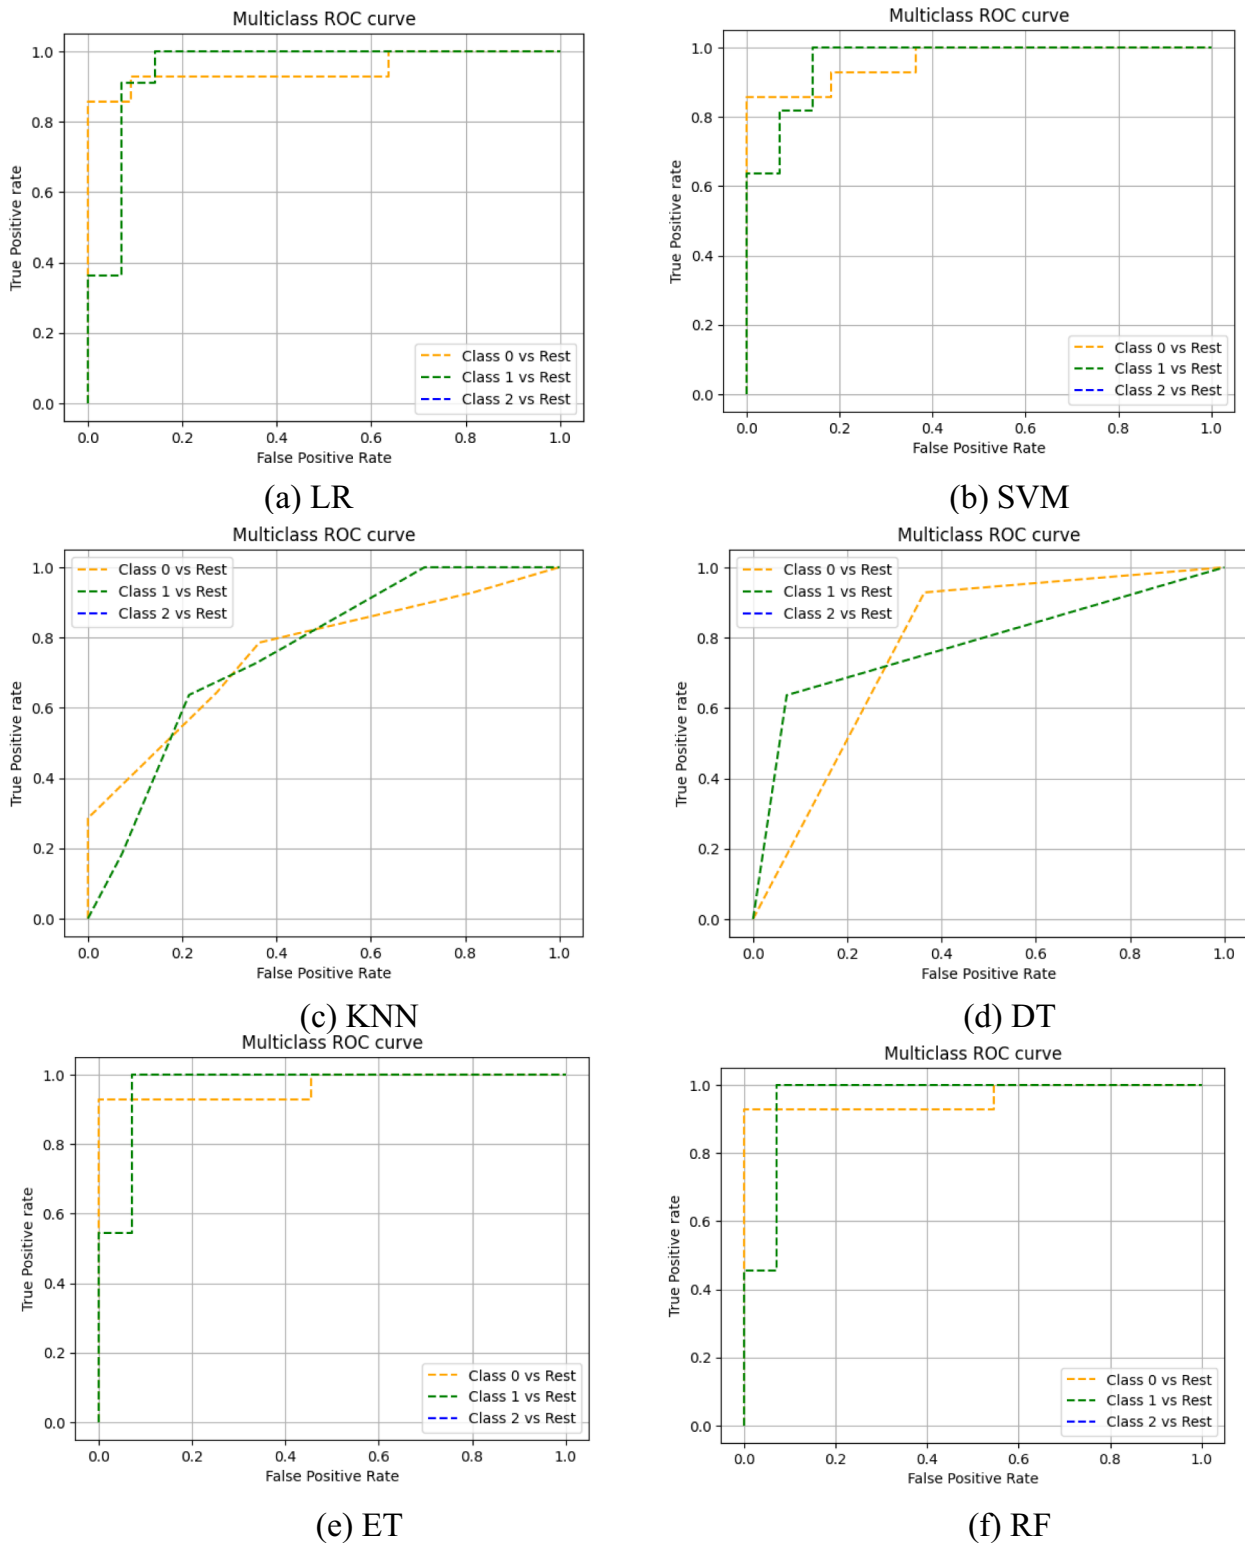 Multiclass ROC curve
1.0
0.8
0.6
0.4
0.2
0.0
True Positive rate
Class 0 vs Rest
Class 1 vs Rest
Class 2 vs Rest
0.0 0.2 0.4 0.6 0.8 1.0
False Positive Rate
(a) LR
Multiclass ROC curve
1.0
0.8
0.6
0.4
0.2
0.0
True Positive rate
Class 0 vs Rest
Class 1 vs Rest
Class 2 vs Rest
0.0 0.2 0.4 0.6 0.8 1.0
False Positive Rate
(b) SVM
Multiclass ROC curve
1.0
0.8
0.6
0.4
0.2
0.0
True Positive rate
Class 0 vs Rest
Class 1 vs Rest
Class 2 vs Rest
0.0 0.2 0.4 0.6 0.8 1.0
False Positive Rate
(c) KNN
Multiclass ROC curve
1.0
0.8
0.6
0.4
0.2
0.0
True Positive rate
Class 0 vs Rest
Class 1 vs Rest
Class 2 vs Rest
0.0 0.2 0.4 0.6 0.8 1.0
False Positive Rate
(d) DT
Multiclass ROC curve
1.0
0.8
0.6
0.4
0.2
0.0
True Positive rate
Class 0 vs Rest
Class 1 vs Rest
Class 2 vs Rest
0.0 0.2 0.4 0.6 0.8 1.0
False Positive Rate
(e) ET
Multiclass ROC curve
1.0
0.8
0.6
0.4
0.2
0.0
True Positive rate
Class 0 vs Rest
Class 1 vs Rest
Class 2 vs Rest
0.0 0.2 0.4 0.6 0.8 1.0
False Positive Rate
(f) RF